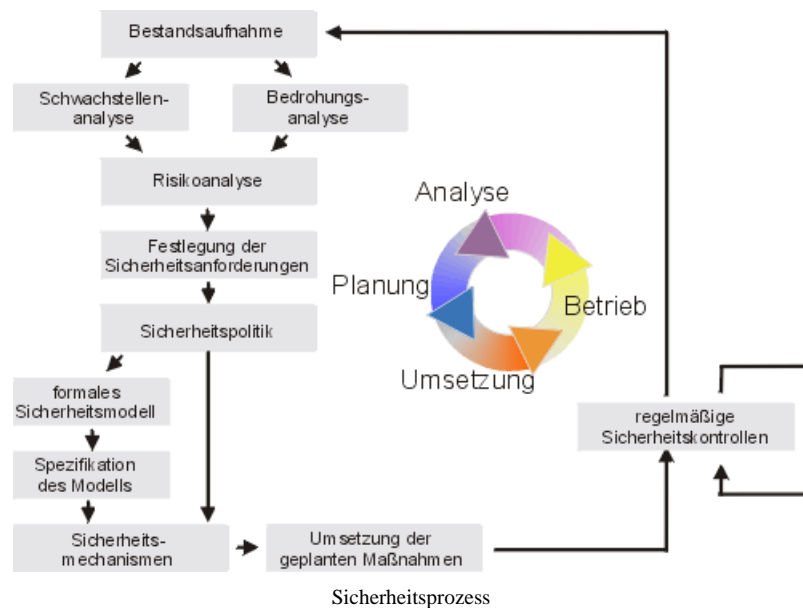 Bestandsaufnahme
Schwachstellen-
analyse
Bedrohungs-
analyse
Risikoanalyse
Festlegung der
Sicherheitsanforderungen
Sicherheitspolitik
formales
Sicherheitsmodell
Spezifikation
des Modells
Sicherheits-
mechanismen
Umsetzung der
geplanten Maßnahmen
regelmäßige
Sicherheitskontrollen
Analyse
Planung
Betrieb
Umsetzung
Sicherheitsprozess